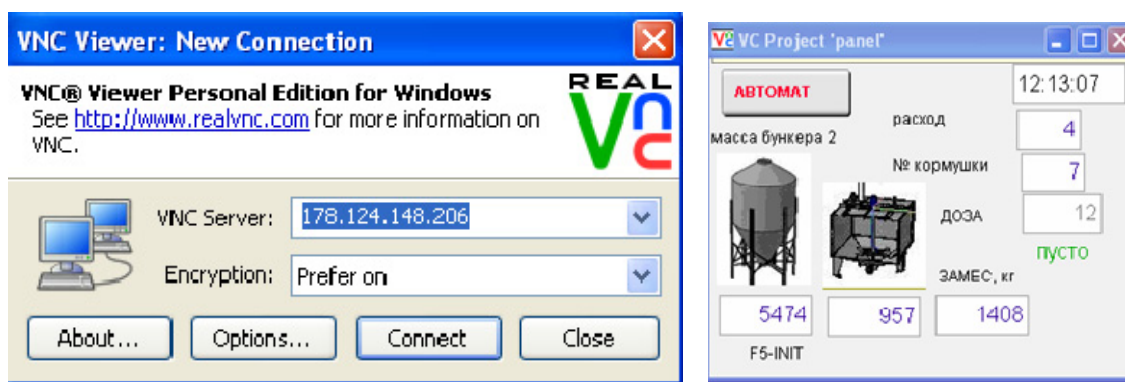 VNC Viewer: New Connection
VNC® Viewer Personal Edition for Windows
See http://www.realvnc.com for more information on
VNC.
REAL
VNC
VNC Server: 178.124.148.206
Encryption: Prefer on
About... Options... Connect Close
VC Project 'panel'
АВТОМАТ
12:13:07
расход 4
масса бункера 2
№ кормушки 7
ДОЗА 12
пусто
ЗАМЕС, кг
5474 957 1408
F5-INIT